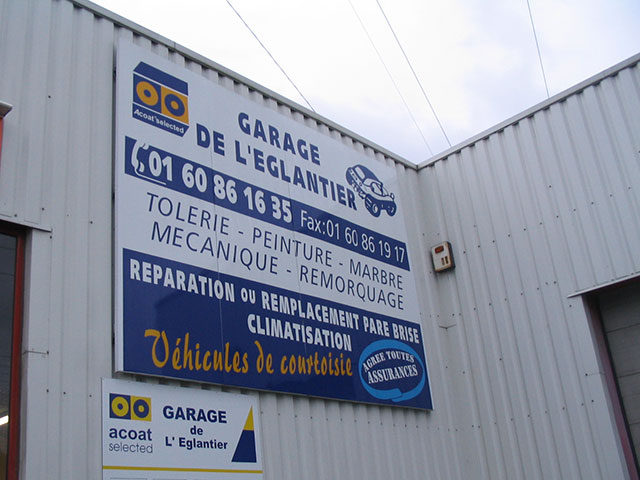 Acoat selected
GARAGE
DE L'EGLANTIER
01 60 86 16 35 Fax:01 60 86 19 17
TOLERIE - PEINTURE - MARBRE
MECANIQUE - REMORQUAGE
REPARATION OU REMPLACEMENT PARE BRISE
CLIMATISATION
Véhicules de courtoisie
AGREE TOUTES
ASSURANCES
acoat
selected
GARAGE
de
L' Eglantier